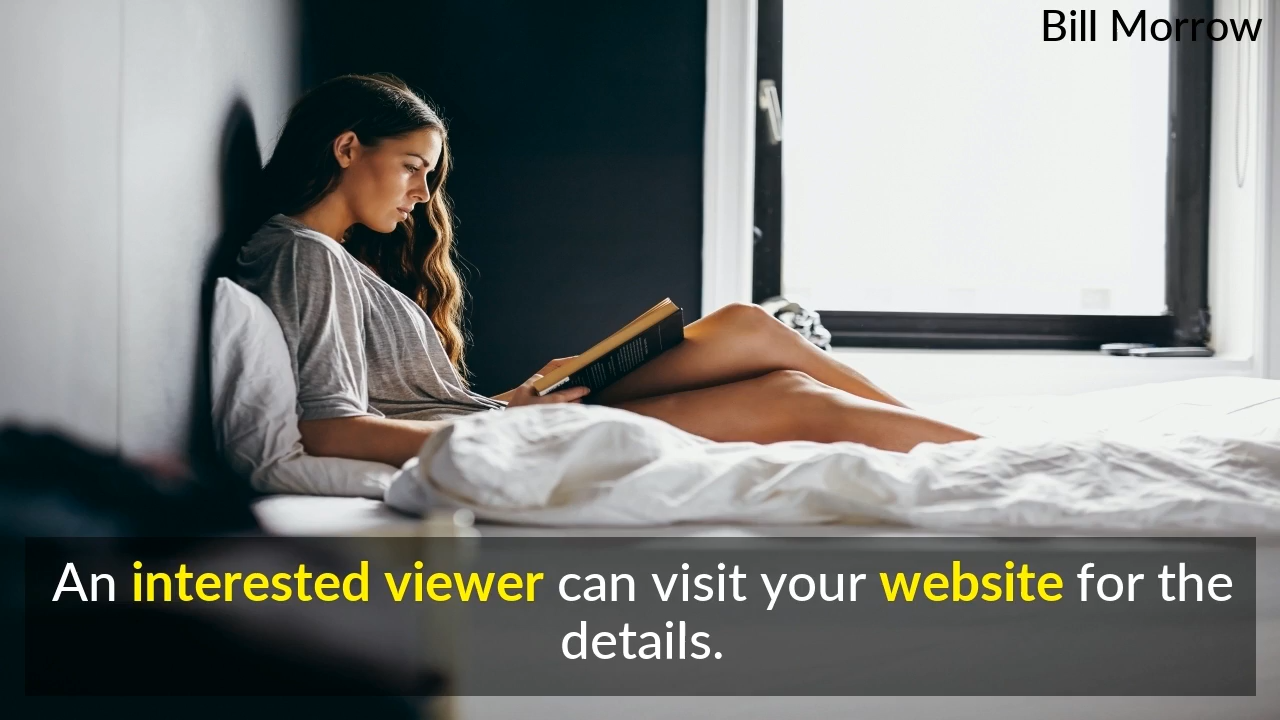 Bill Morrow
An interested viewer can visit your website for the
details.